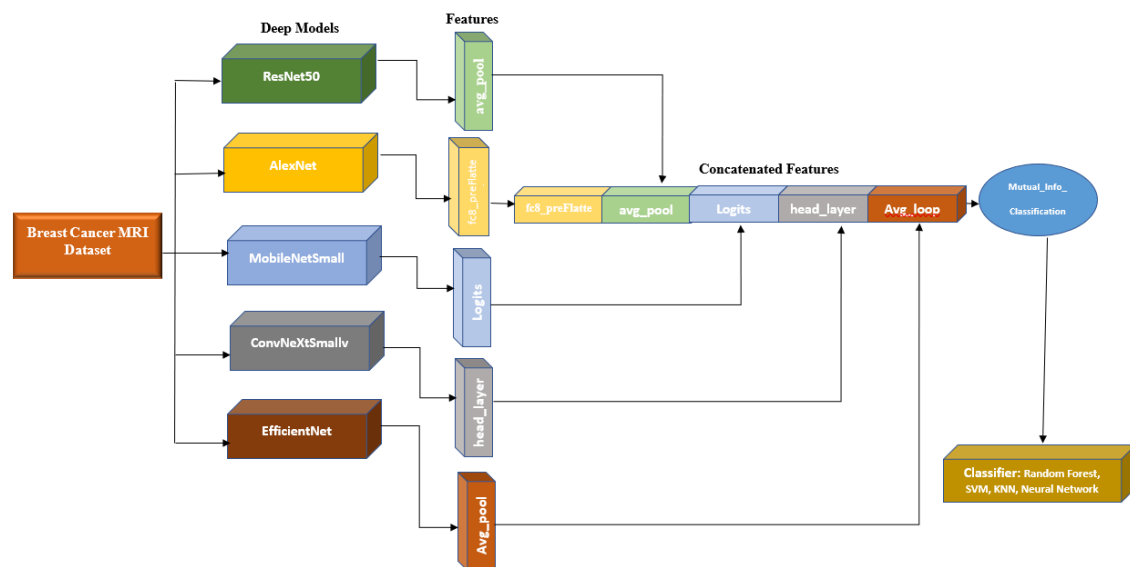 Deep Models
Features
ResNet50
avg_pool
AlexNet
fc8_preFlatte
Breast Cancer MRI
Dataset
MobileNetSmall
Logits
ConvNeXtSmallv
head_layer
EfficientNet
Avg_pool
Concatenated Features
fc8_preFlatte
avg_pool
Logits
head_layer
Avg_loop
Mutual_Info_
Classification
Classifier: Random Forest,
SVM, KNN, Neural Network